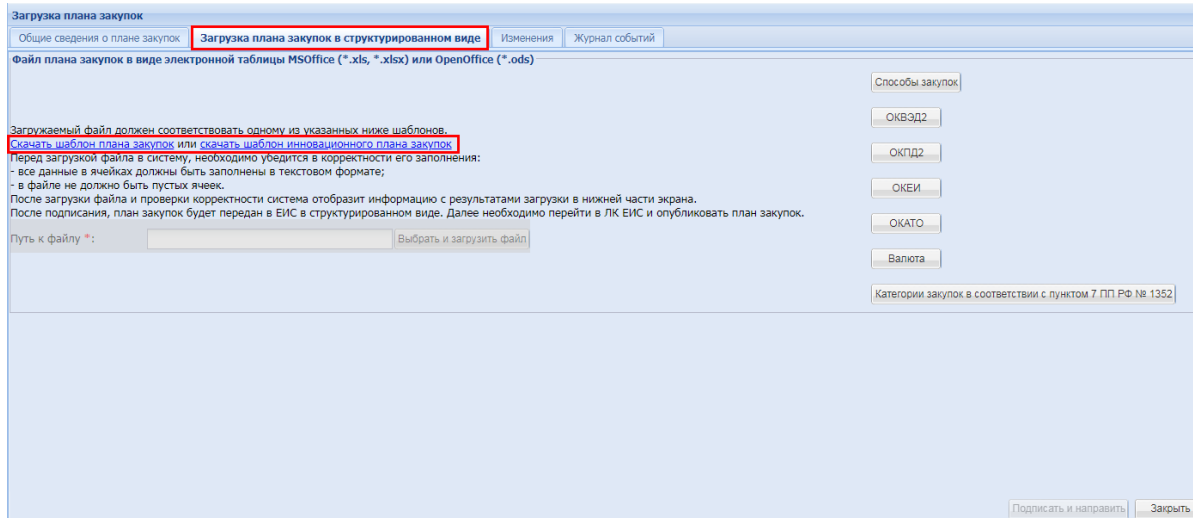 Загрузка плана закупок
Общие сведения о плане закупок
Загрузка плана закупок в структурированном виде
Изменения
Журнал событий
Файл плана закупок в виде электронной таблицы MSOffice (*.xls, *.xlsx) или OpenOffice (*.ods)
Загружаемый файл должен соответствовать одному из указанных ниже шаблонов.
Скачать шаблон плана закупок или скачать шаблон инновационного плана закупок
Перед загрузкой файла в систему, необходимо убедится в корректности его заполнения:
- все данные в ячейках должны быть заполнены в текстовом формате;
- в файле не должно быть пустых ячеек.
После загрузки файла и проверки корректности система отобразит информацию с результатами загрузки в нижней части экрана.
После подписания, план закупок будет передан в ЕИС в структурированном виде. Далее необходимо перейти в ЛК ЕИС и опубликовать план закупок.
Путь к файлу *:
Выбрать и загрузить файл
Способы закупок
ОКВЭД2
ОКПД2
ОКЕИ
ОКАТО
Валюта
Категории закупок в соответствии с пунктом 7 ПП РФ № 1352
Подписать и направить
Закрыть